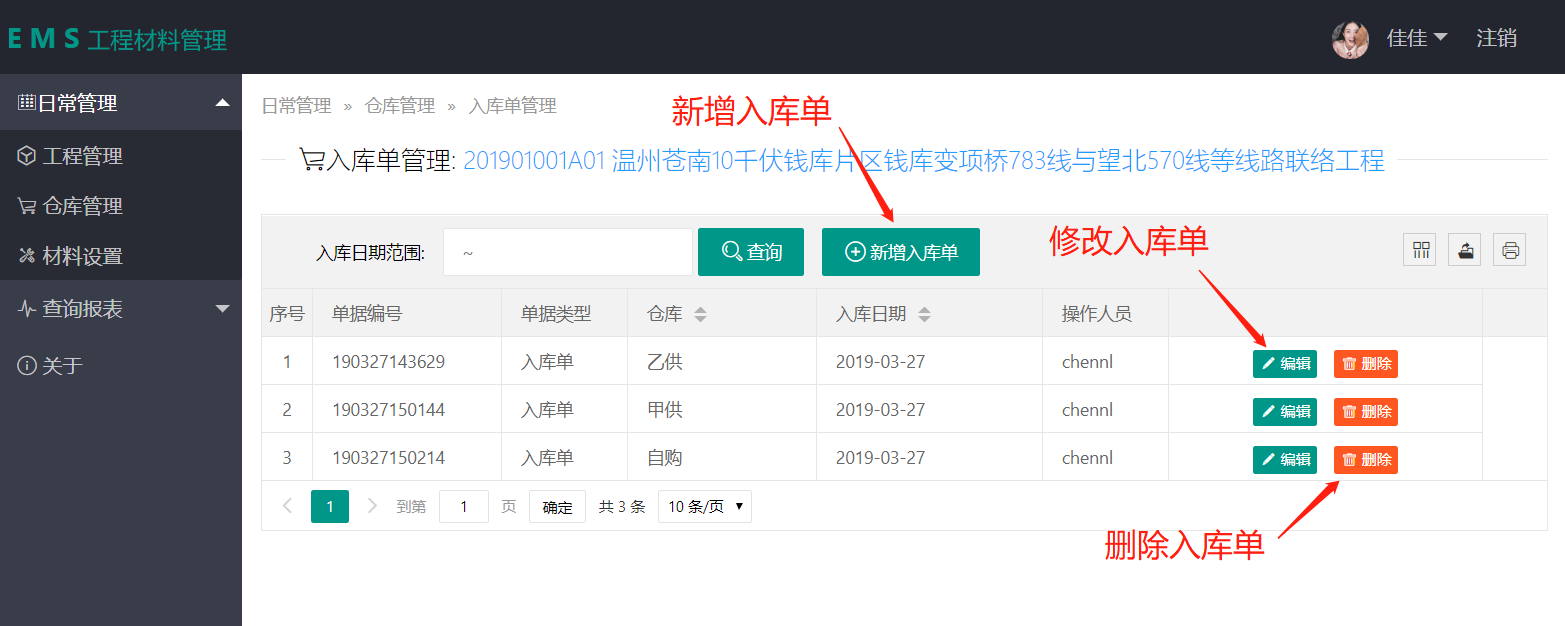 EMS 工程材料管理
佳佳
注销
日常管理
工程管理
仓库管理
材料设置
查询报表
关于
日常管理 » 仓库管理 » 入库单管理
新增入库单
入库单管理: 201901001A01 温州苍南10千伏钱库片区钱库变项桥783线与望北570线等线路联络工程
修改入库单
入库日期范围: ~ 查询 新增入库单
序号 单据编号 单据类型 仓库 入库日期 操作人员
1 190327143629 入库单 乙供 2019-03-27 chennl 编辑 删除
2 190327150144 入库单 甲供 2019-03-27 chennl 编辑 删除
3 190327150214 入库单 自购 2019-03-27 chennl 编辑 删除
1 到第 1 页 确定 共 3 条 10 条/页
删除入库单